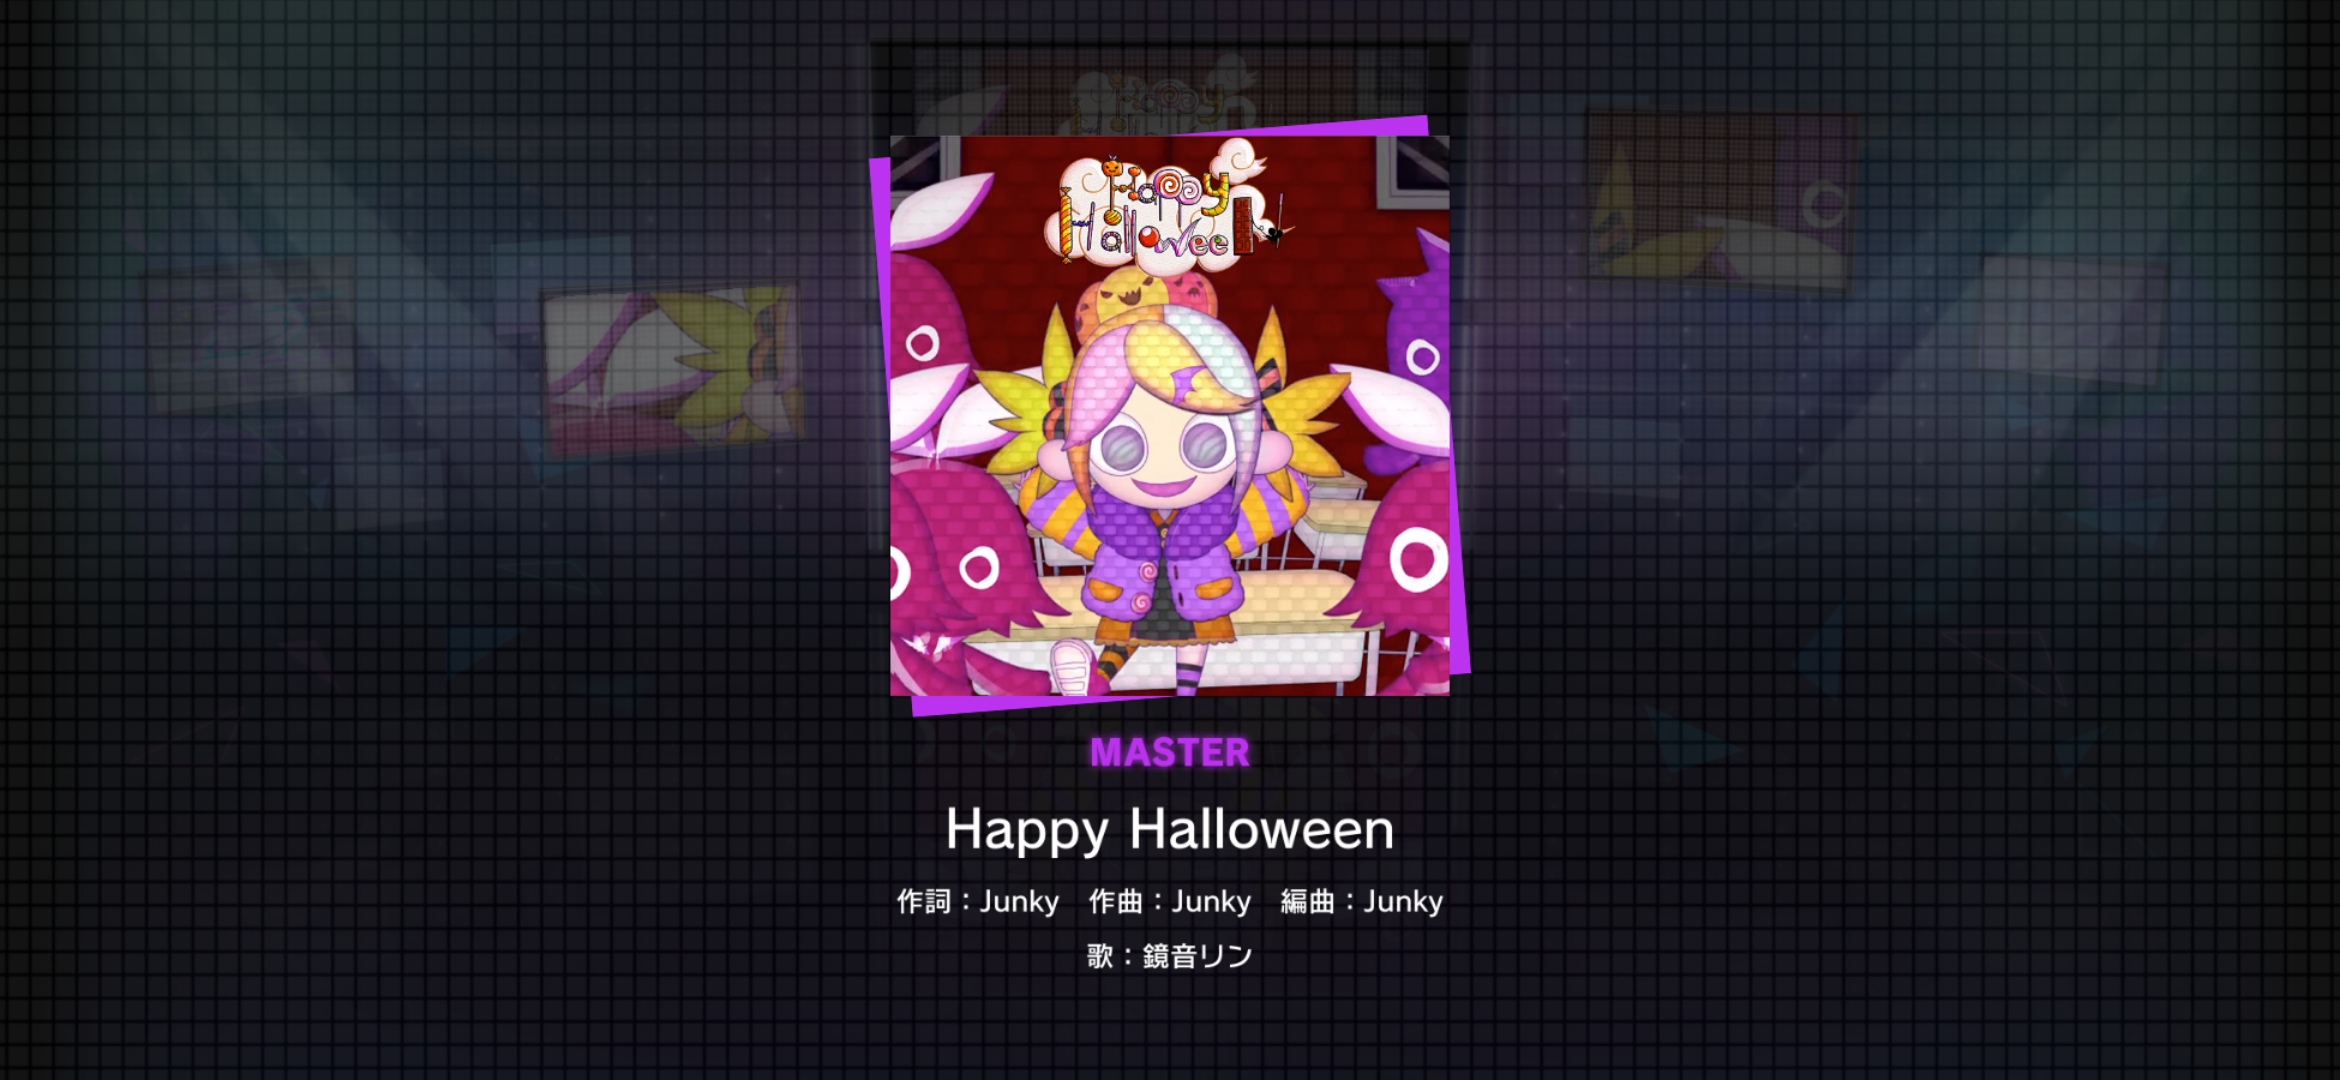 Happy
Halloween
MASTER
Happy Halloween
作詞：Junky　作曲：Junky　編曲：Junky
歌：鏡音リン